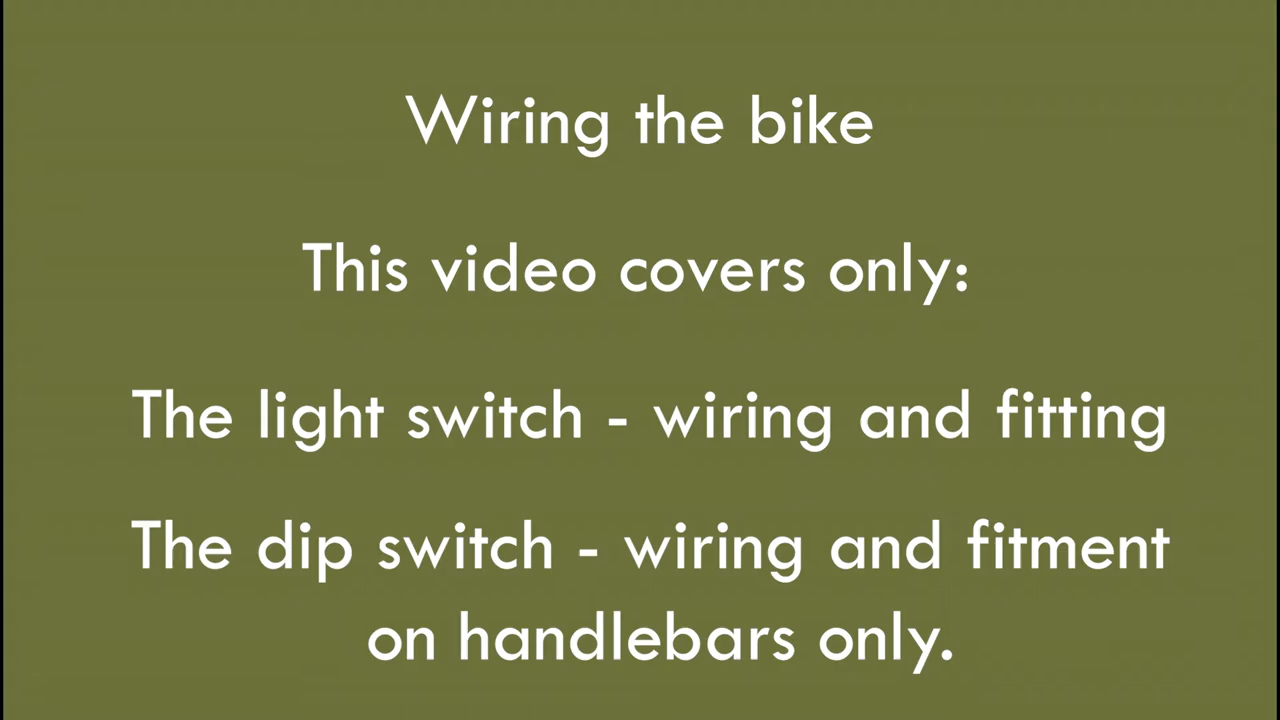 Wiring the bike
This video covers only:
The light switch - wiring and fitting
The dip switch - wiring and fitment
on handlebars only.